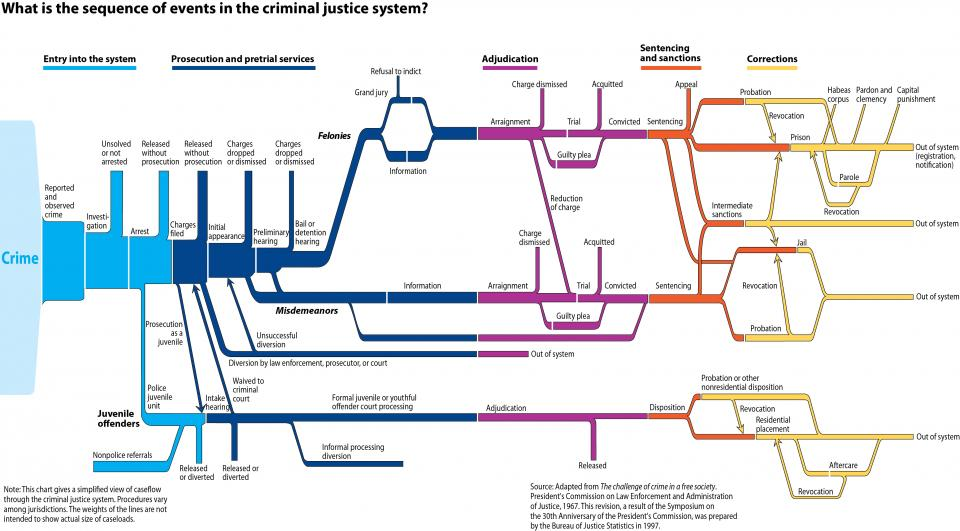 What is the sequence of events in the criminal justice system?
Entry into the system
Prosecution and pretrial services
Adjudication
Sentencing
and sanctions
Corrections
Crime
Reported
and
observed
crime
Investi-
gation
Unsolved
or not
arrested
Arrest
Released
without
prosecution
Charges
filed
Released
without
prosecution
Initial
appearance
Charges
dropped
or dismissed
Preliminary
hearing
Charges
dropped
or dismissed
Bail or
detention
hearing
Felonies
Grand jury
Refusal to indict
Information
Arraignment
Charge dismissed
Trial
Acquitted
Convicted
Guilty plea
Reduction
of charge
Sentencing
Appeal
Probation
Revocation
Prison
Habeas
corpus
Pardon and
clemency
Capital
punishment
Out of system
(registration,
notification)
Parole
Revocation
Intermediate
sanctions
Out of system
Misdemeanors
Information
Arraignment
Charge
dismissed
Trial
Acquitted
Convicted
Guilty plea
Sentencing
Jail
Revocation
Probation
Out of system
Unsuccessful
diversion
Diversion by law enforcement, prosecutor, or court
Out of system
Prosecution
as a
juvenile
Waived to
criminal
court
Police
juvenile
unit
Juvenile
offenders
Intake
hearing
Nonpolice referrals
Released
or diverted
Released or
diverted
Formal juvenile or youthful
offender court processing
Informal processing
diversion
Adjudication
Released
Disposition
Probation or other
nonresidential disposition
Revocation
Residential
placement
Out of system
Aftercare
Revocation
Note: This chart gives a simplified view of caseflow
through the criminal justice system. Procedures vary
among jurisdictions. The weights of the lines are not
intended to show actual size of caseloads.
Source: Adapted from The challenge of crime in a free society.
President's Commission on Law Enforcement and Administration
of Justice, 1967. This revision, a result of the Symposium on
the 30th Anniversary of the President's Commission, was prepared
by the Bureau of Justice Statistics in 1997.